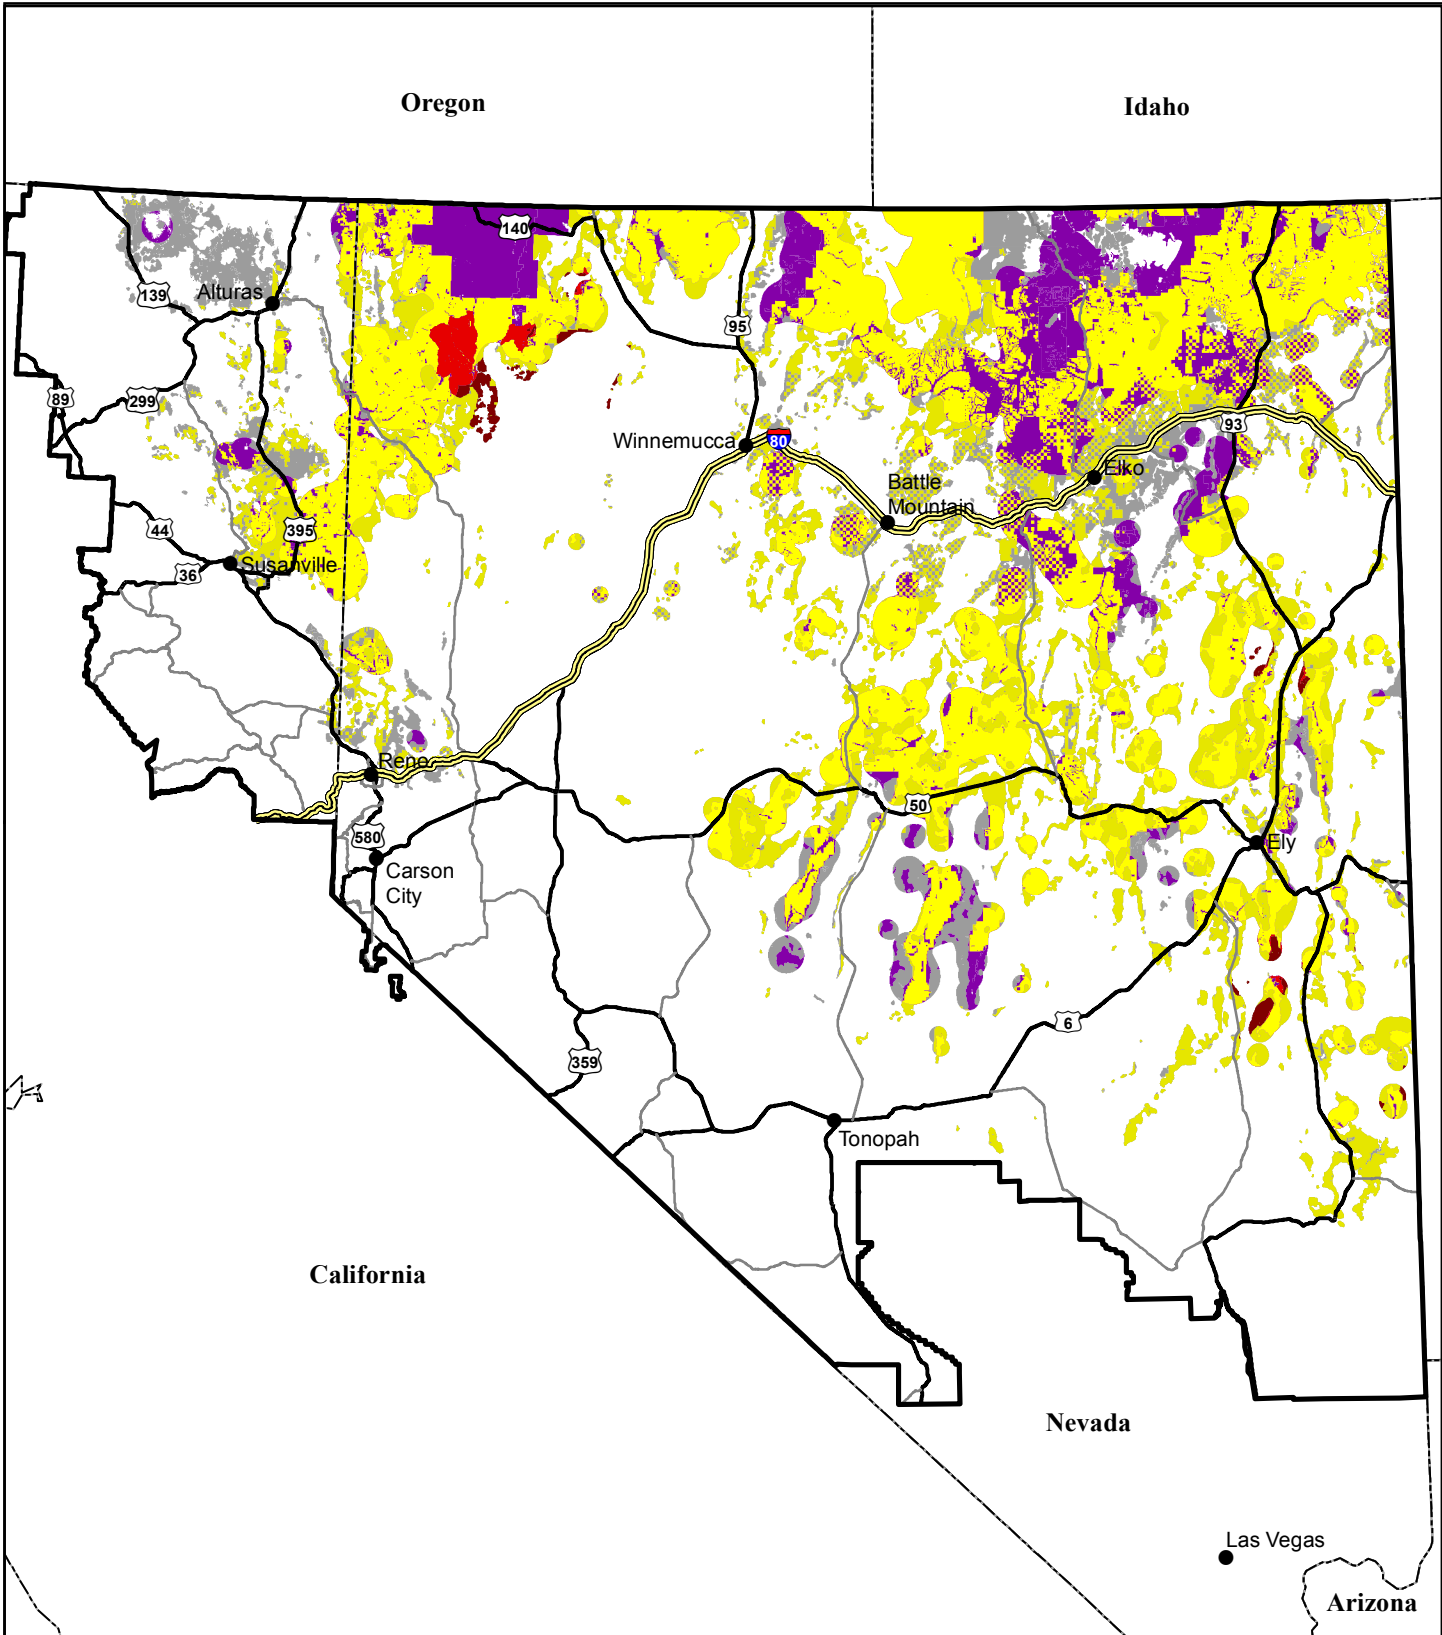 Oregon
Idaho
140
139
Alturas
95
89
299
93
Winnemucca
80
Elko
Battle
Mountain
44
395
36
Susanville
Reno
50
580
Ely
Carson
City
6
359
Tonopah
California
Nevada
Las Vegas
Arizona